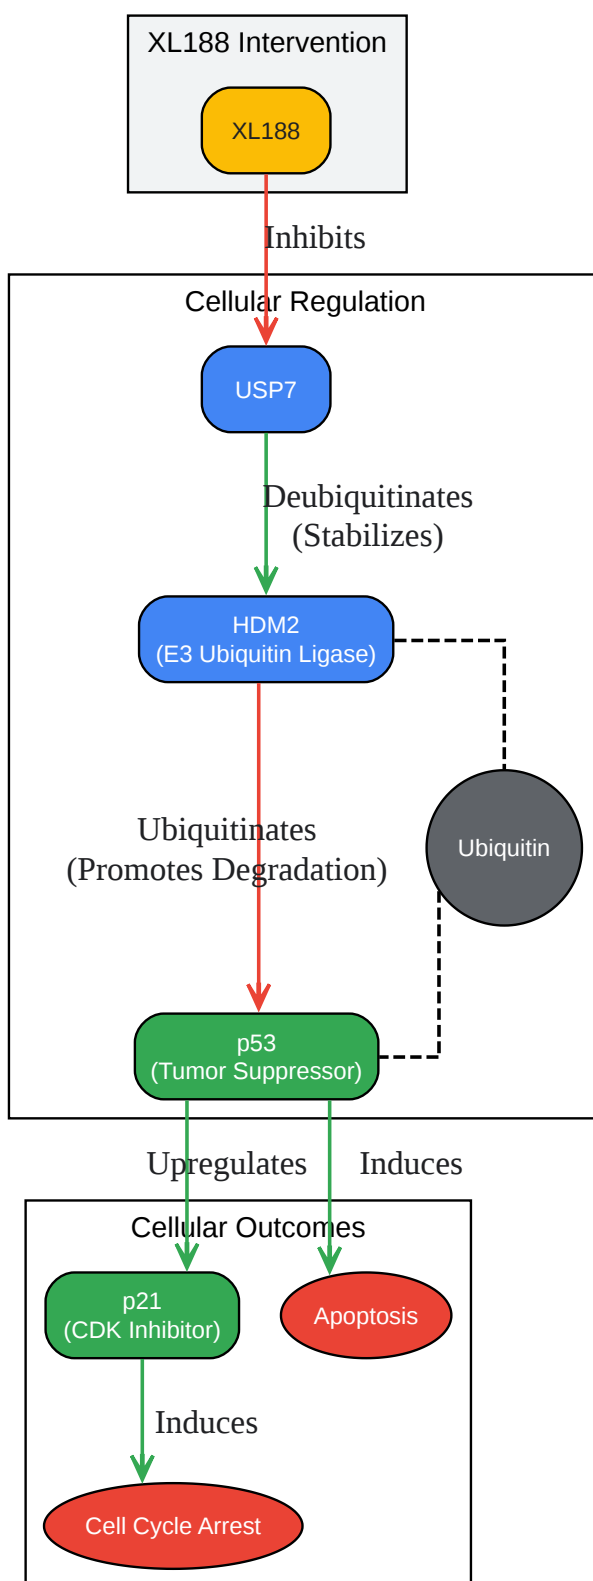 XL188 Intervention
XL188
Inhibits
Cellular Regulation
USP7
Deubiquitinates
(Stabilizes)
HDM2
(E3 Ubiquitin Ligase)
Ubiquitinates
(Promotes Degradation)
Ubiquitin
p53
(Tumor Suppressor)
Upregulates
Induces
Cellular Outcomes
p21
(CDK Inhibitor)
Apoptosis
Induces
Cell Cycle Arrest